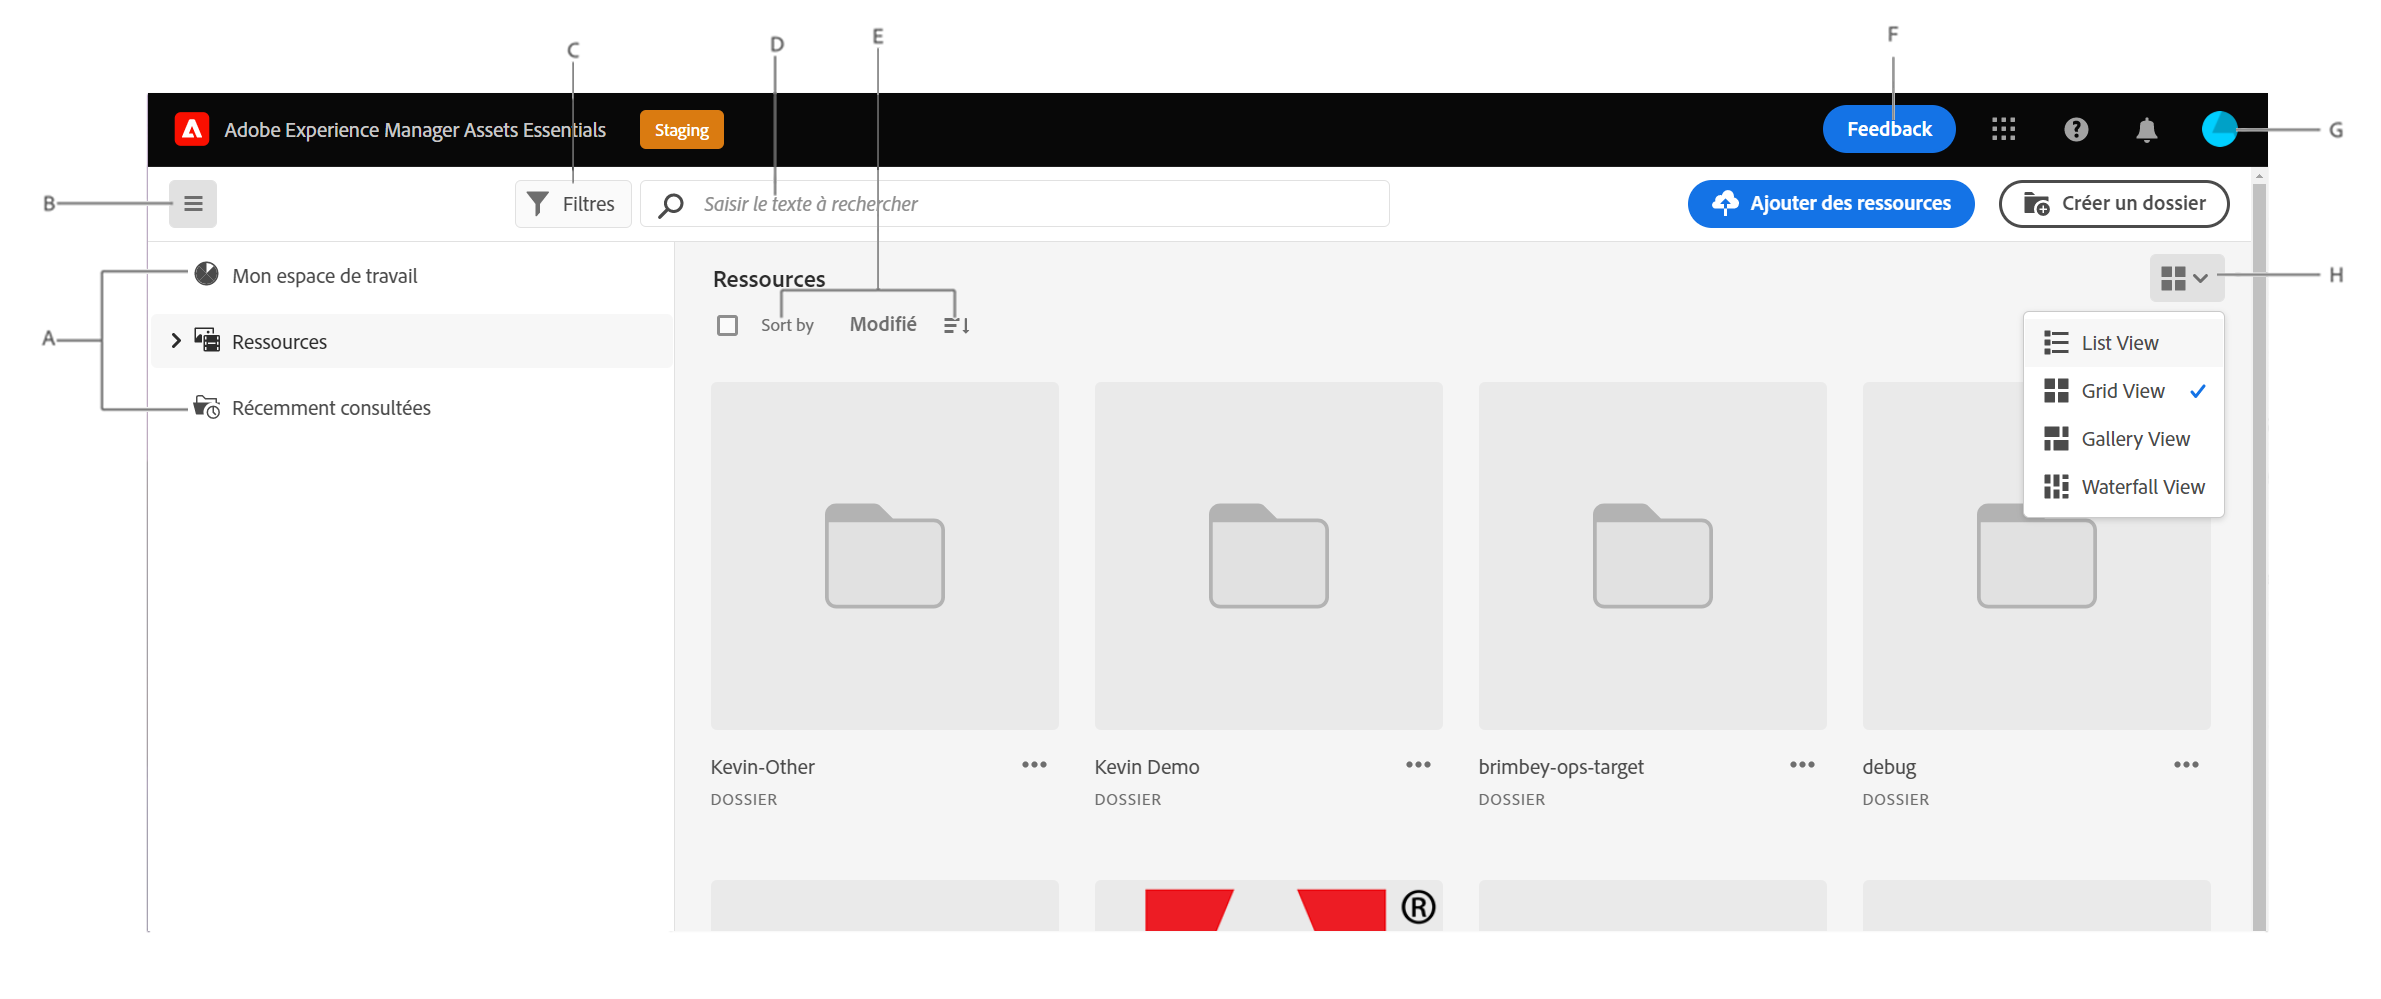 C
D
E
F
Adobe Experience Manager Assets Essentials
Staging
Feedback
G
B
Filtres
Saisir le texte à rechercher
Ajouter des ressources
Créer un dossier
A
Mon espace de travail
Ressources
Récemment consultées
Ressources
H
Sort by
Modifié
List View
Grid View
Gallery View
Waterfall View
Kevin-Other
DOSSIER
Kevin Demo
DOSSIER
brimbey-ops-target
DOSSIER
debug
DOSSIER
®